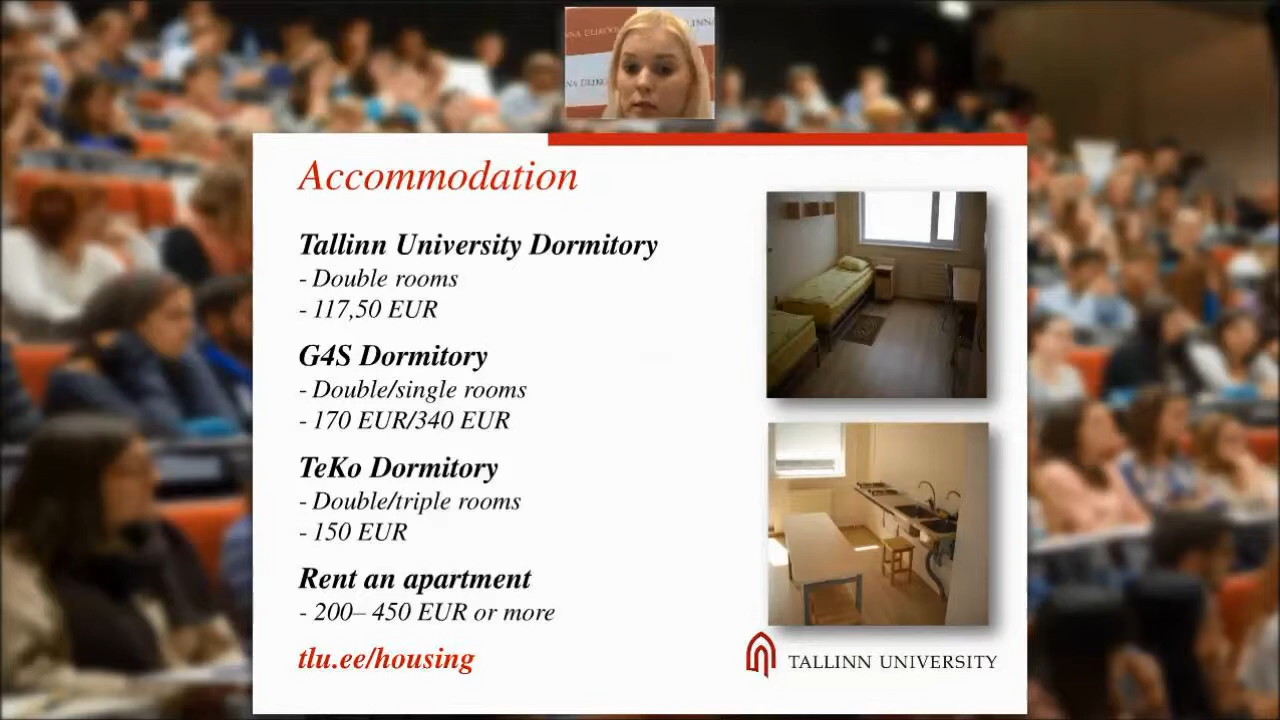 Accommodation
Tallinn University Dormitory
- Double rooms
- 117,50 EUR
G4S Dormitory
- Double/single rooms
- 170 EUR/340 EUR
TeKo Dormitory
- Double/triple rooms
- 150 EUR
Rent an apartment
- 200– 450 EUR or more
tlu.ee/housing
TALLINN UNIVERSITY